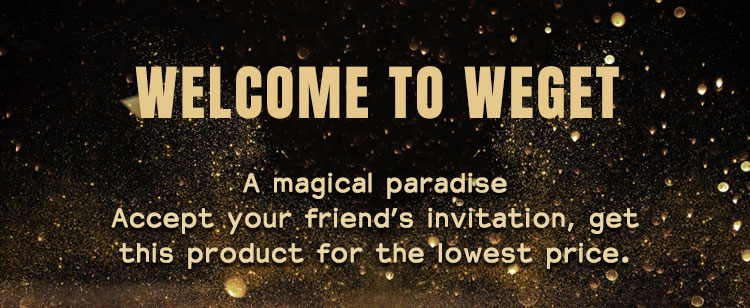 WELCOME TO WEGET
A magical paradise
Accept your friend's invitation, get
this product for the lowest price.